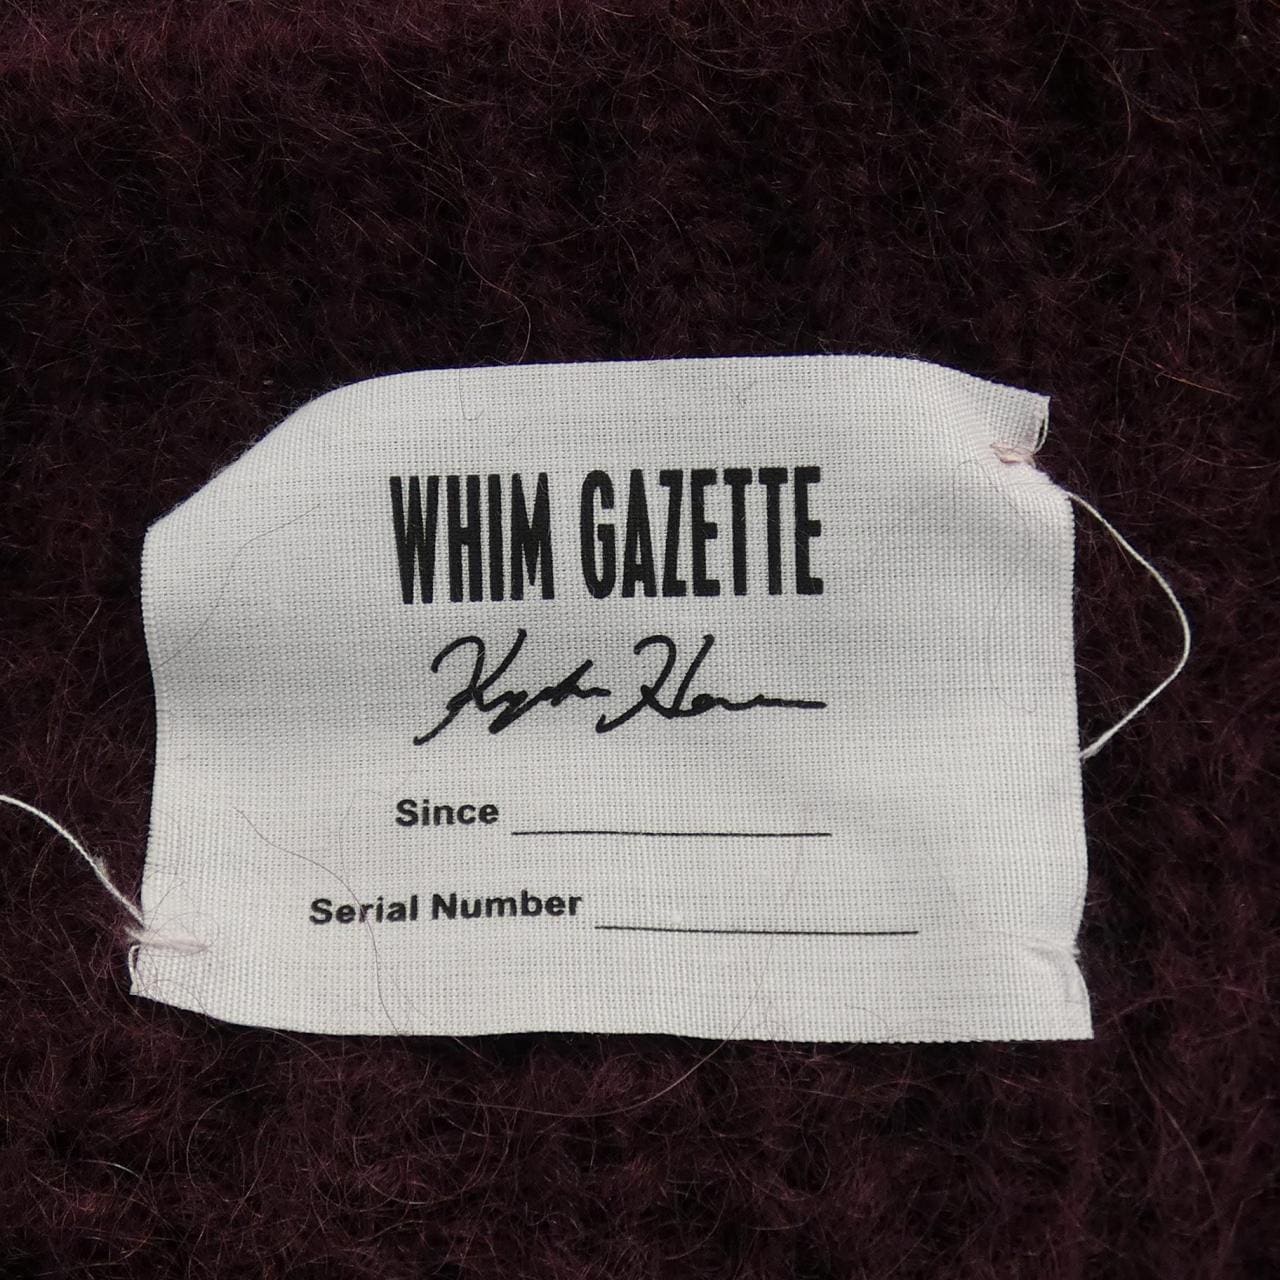 WHIM GAZETTE
Since
Serial Number